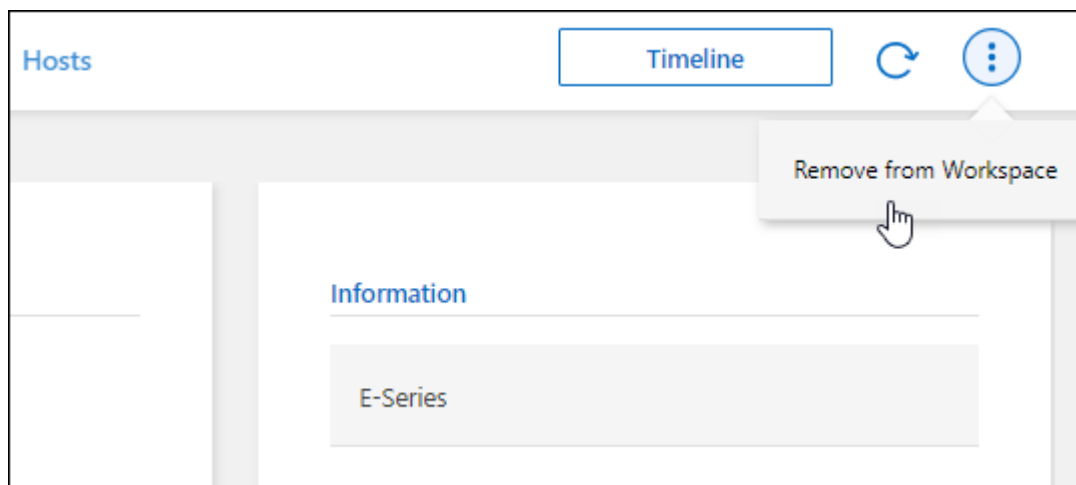 Hosts
Timeline
Remove from Workspace
Information
E-Series